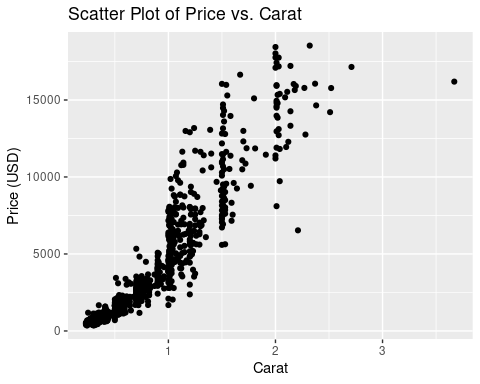 Scatter Plot of Price vs. Carat
Price (USD)
15000
10000
5000
0
1 2 3
Carat